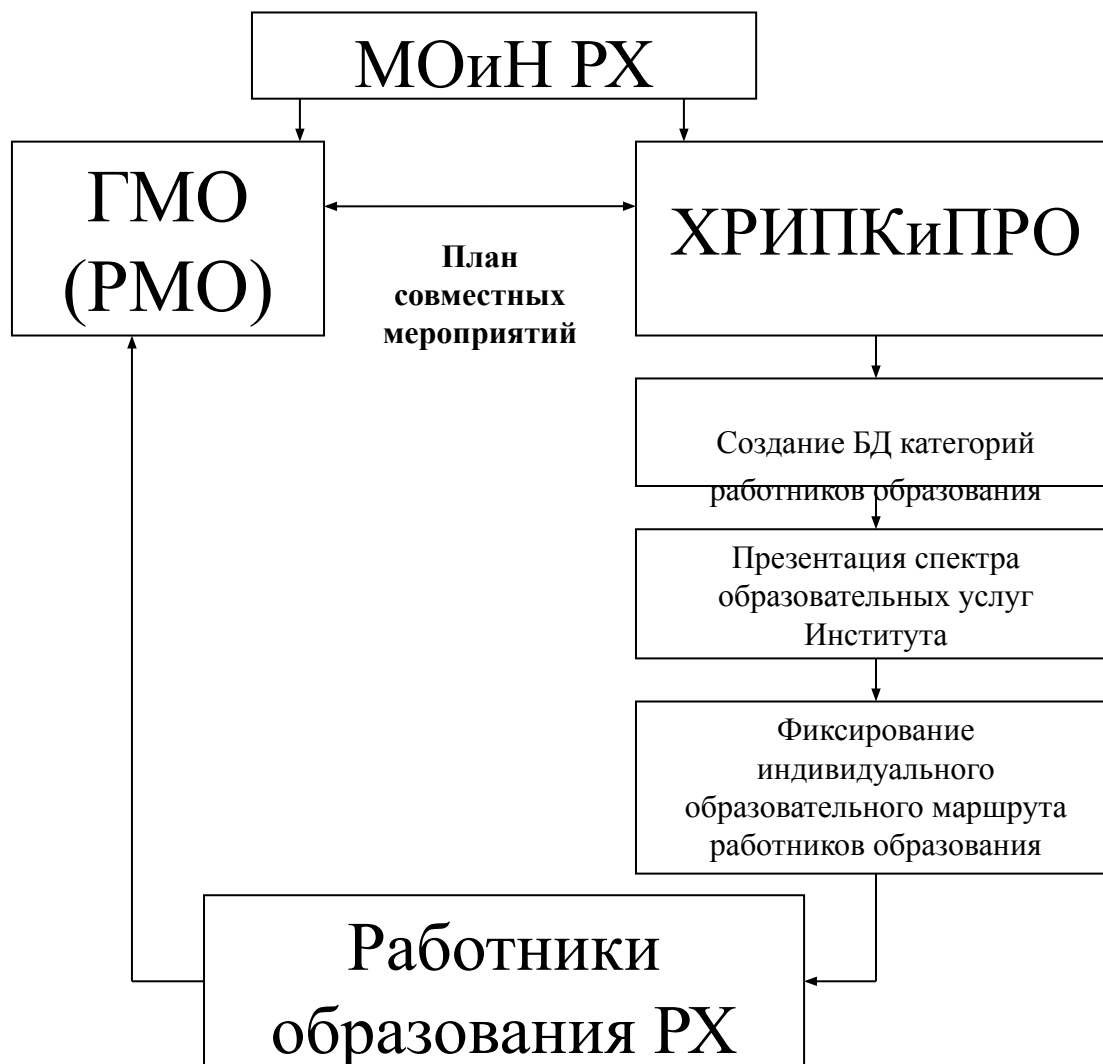 МОиН РХ
ГМО
(РМО)
План
совместных
мероприятий
ХРИПКиПРО
Создание БД категорий
работников образования
Презентация спектра
образовательных услуг
Института
Фиксирование
индивидуального
образовательного маршрута
работников образования
Работники
образования РХ